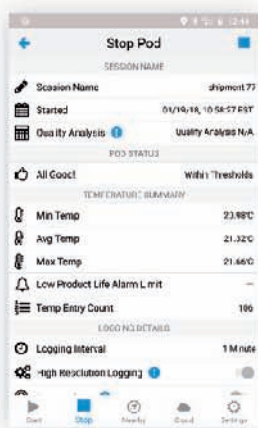 12:44
Stop Pod
SESSION NAME
Session Name shipment 77
Started 01/19/18, 10:58:57 EST
Quality Analysis Quality Analysis N/A
POD STATUS
All Good! Within Thresholds
TEMPERATURE SUMMARY
Min Temp 20.98°C
Avg Temp 21.32°C
Max Temp 21.66°C
Low Product Life Alarm Limit --
Temp Entry Count 106
LOGGING DETAILS
Logging Interval 1 Minute
High Resolution Logging
Start Stop Nearby Cloud Settings